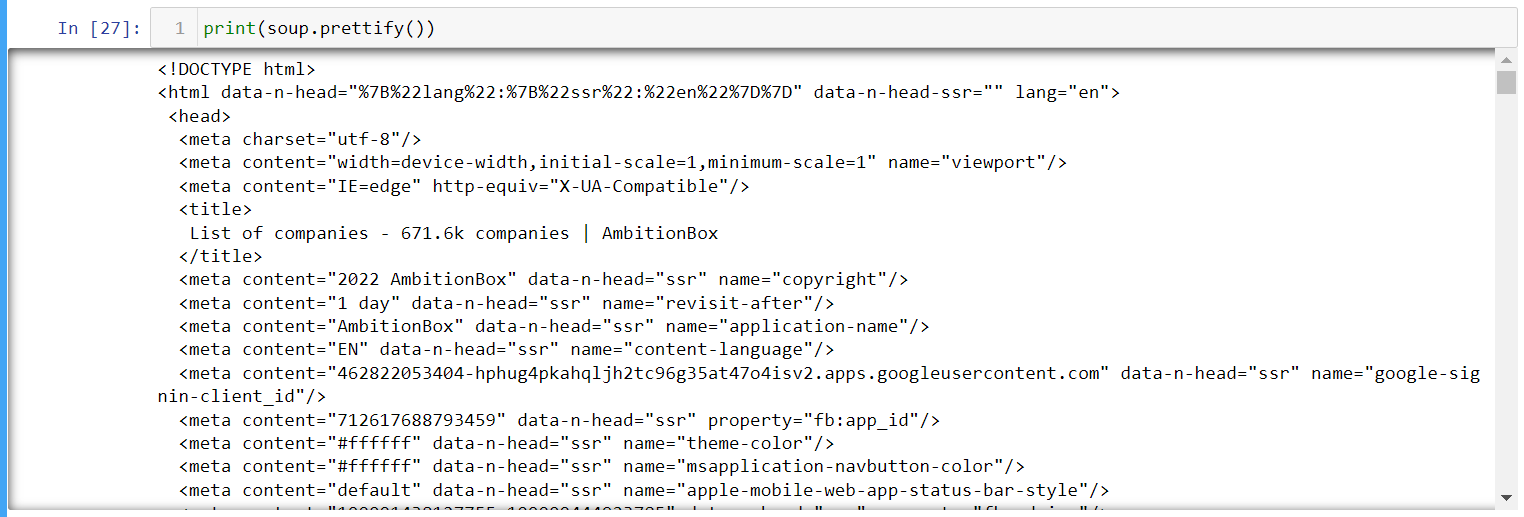 In [27]: 1 print(soup.prettify())
<!DOCTYPE html>
<html data-n-head="%7B%22lang%22:%7B%22ssr%22:%22en%22%7D%7D" data-n-head-ssr="" lang="en">
<head>
<meta charset="utf-8"/>
<meta content="width=device-width,initial-scale=1,minimum-scale=1" name="viewport"/>
<meta content="IE=edge" http-equiv="X-UA-Compatible"/>
<title>
List of companies - 671.6k companies | AmbitionBox
</title>
<meta content="2022 AmbitionBox" data-n-head="ssr" name="copyright"/>
<meta content="1 day" data-n-head="ssr" name="revisit-after"/>
<meta content="AmbitionBox" data-n-head="ssr" name="application-name"/>
<meta content="EN" data-n-head="ssr" name="content-language"/>
<meta content="462822053404-hphug4pkahqljh2tc96g35at47o4isv2.apps.googleusercontent.com" data-n-head="ssr" name="google-sig
nin-client_id"/>
<meta content="712617688793459" data-n-head="ssr" property="fb:app_id"/>
<meta content="#ffffff" data-n-head="ssr" name="theme-color"/>
<meta content="#ffffff" data-n-head="ssr" name="msapplication-navbutton-color"/>
<meta content="default" data-n-head="ssr" name="apple-mobile-web-app-status-bar-style"/>